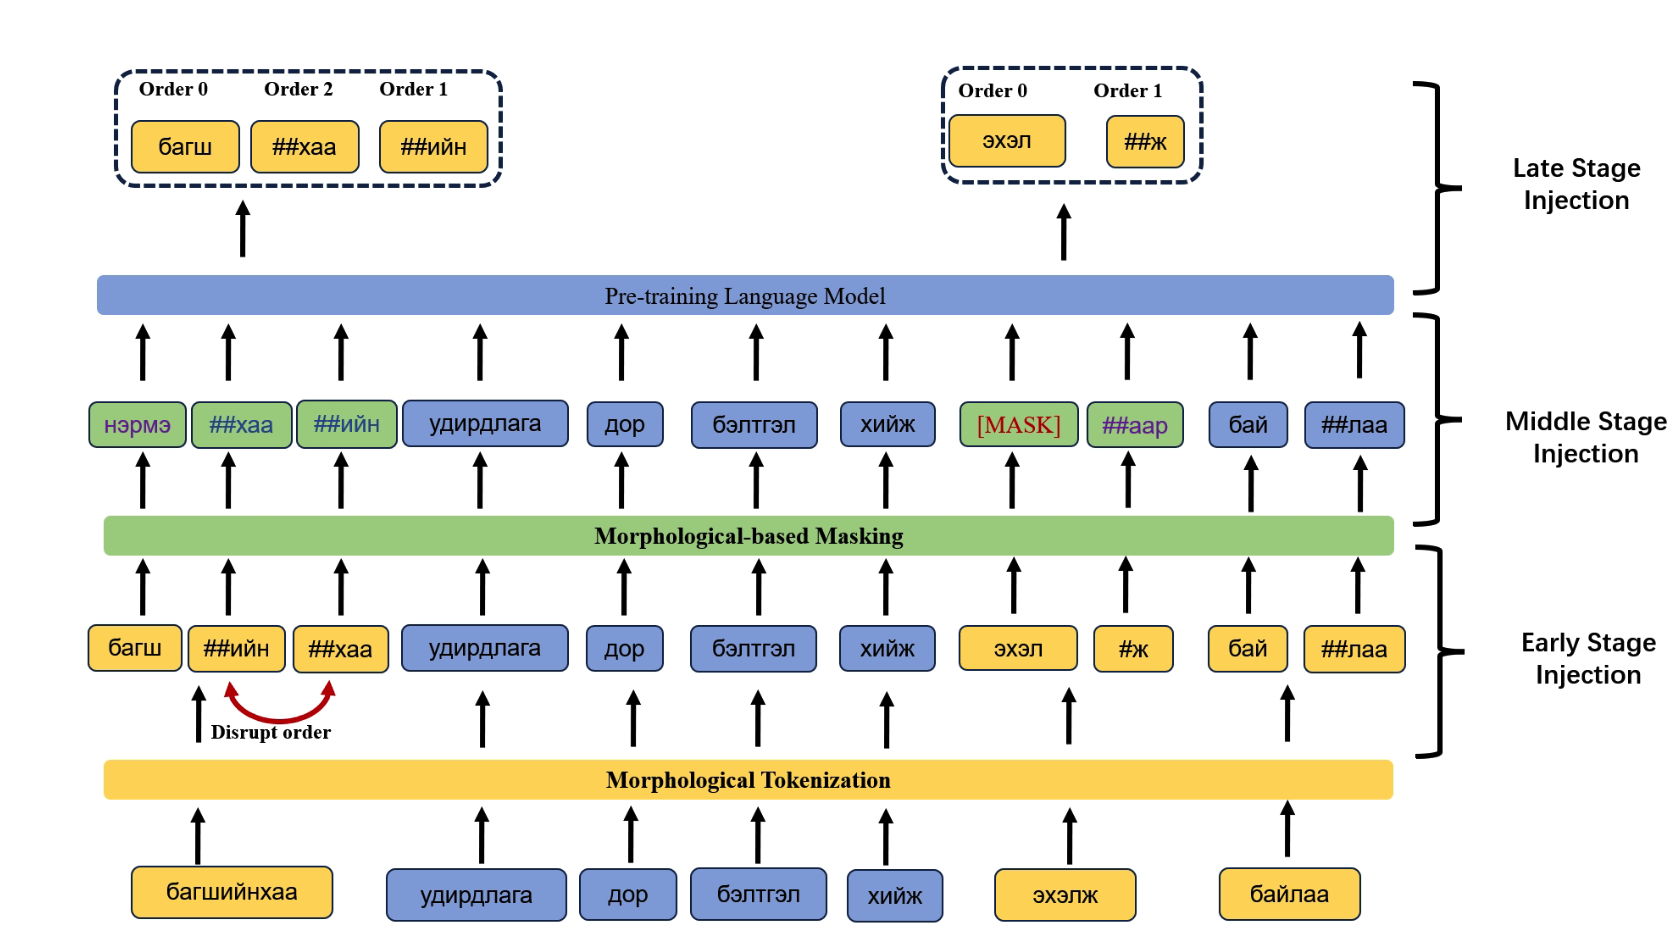 Order 0 Order 2 Order 1
багш ##хаа ##ийн
Order 0 Order 1
эхэл ##ж
Late Stage
Injection
Pre-training Language Model
нэрмэ ##хаа ##ийн удирдлага дор бэлтгэл хийж [MASK] ##аар бай ##лаа
Middle Stage
Injection
Morphological-based Masking
багш ##ийн ##хаа удирдлага дор бэлтгэл хийж эхэл #ж бай ##лаа
Disrupt order
Early Stage
Injection
Morphological Tokenization
багшийнхаа удирдлага дор бэлтгэл хийж эхэлж байлаа